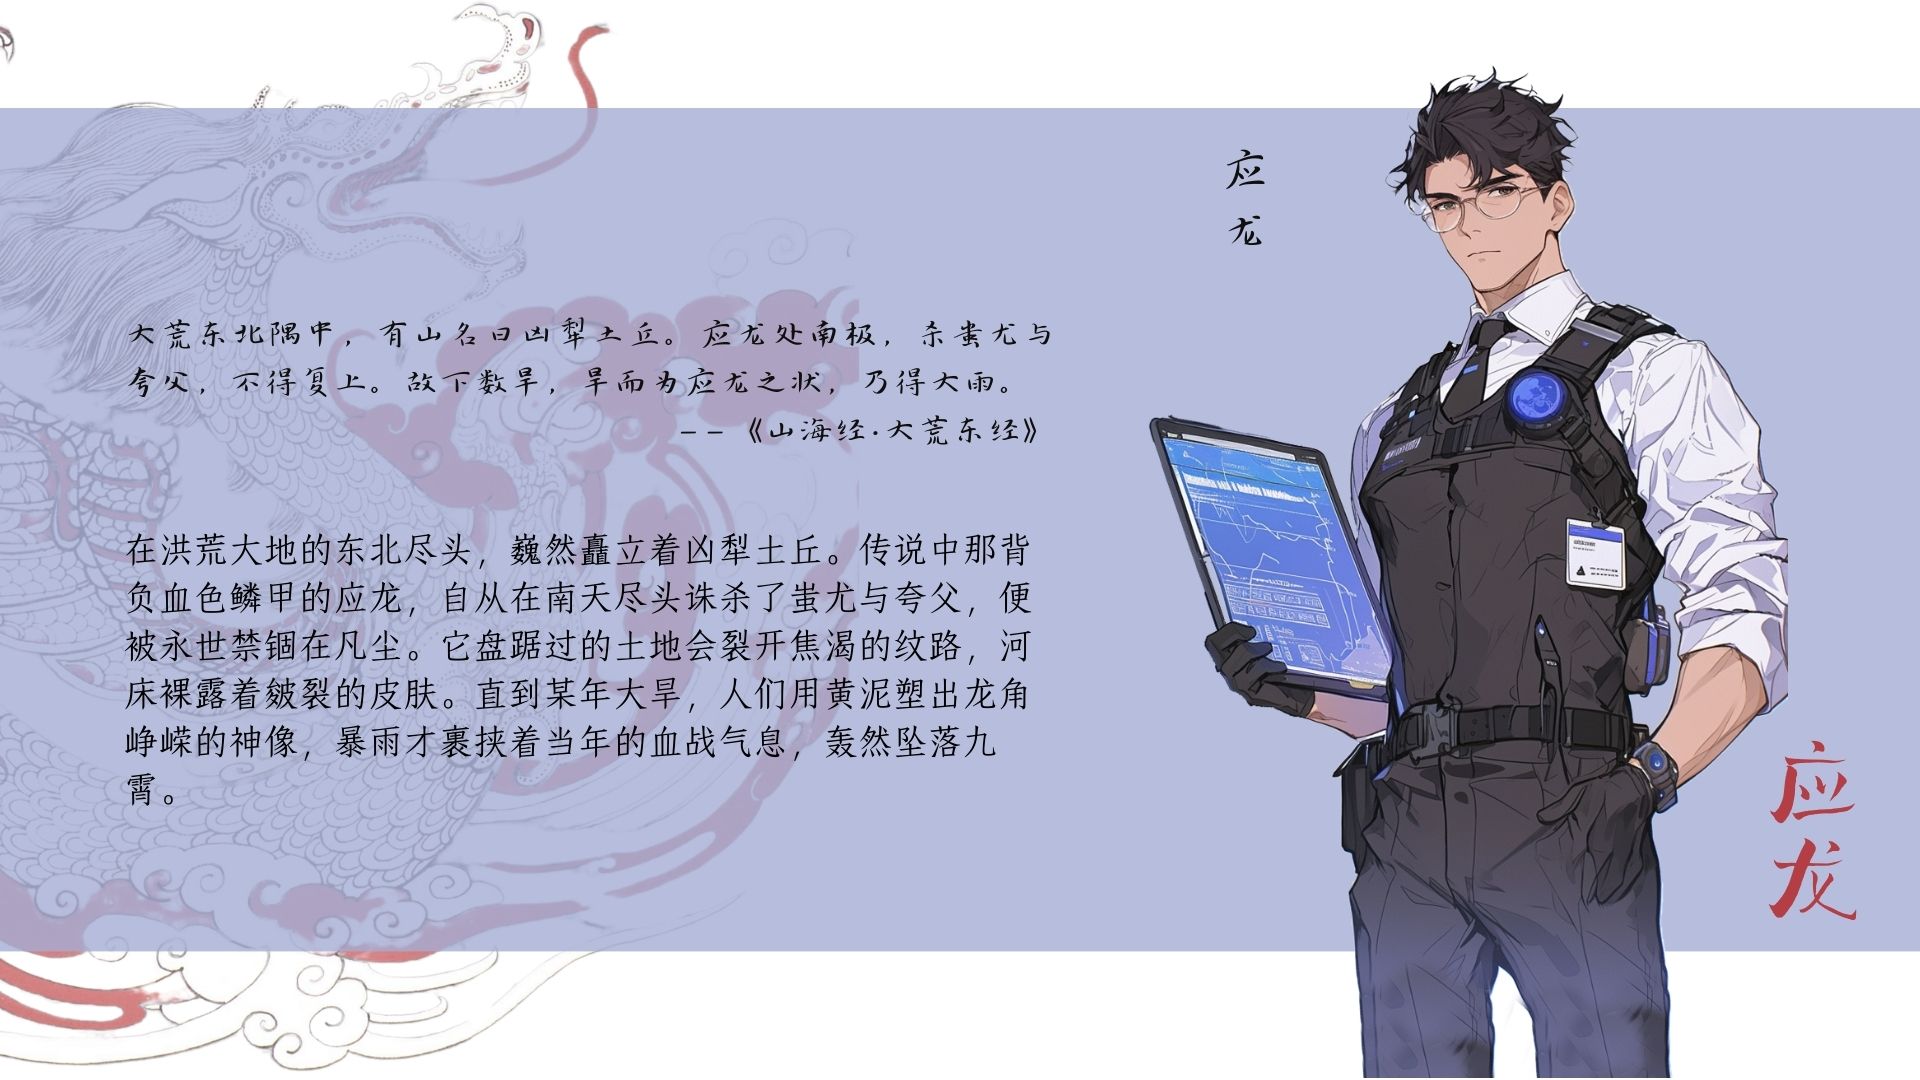 应
龙
大荒东北隅中，有山名曰凶犁土丘。应龙处南极，杀蚩尤与
夸父，不得复上。故下数旱，旱而为应龙之状，乃得大雨。
--《山海经·大荒东经》
在洪荒大地的东北尽头，巍然矗立着凶犁土丘。传说中那背
负血色鳞甲的应龙，自从在南天尽头诛杀了蚩尤与夸父，便
被永世禁锢在凡尘。它盘踞过的土地会裂开焦渴的纹路，河
床裸露着皴裂的皮肤。直到某年大旱，人们用黄泥塑出龙角
峥嵘的神像，暴雨才裹挟着当年的血战气息，轰然坠落九
霄。
应
龙